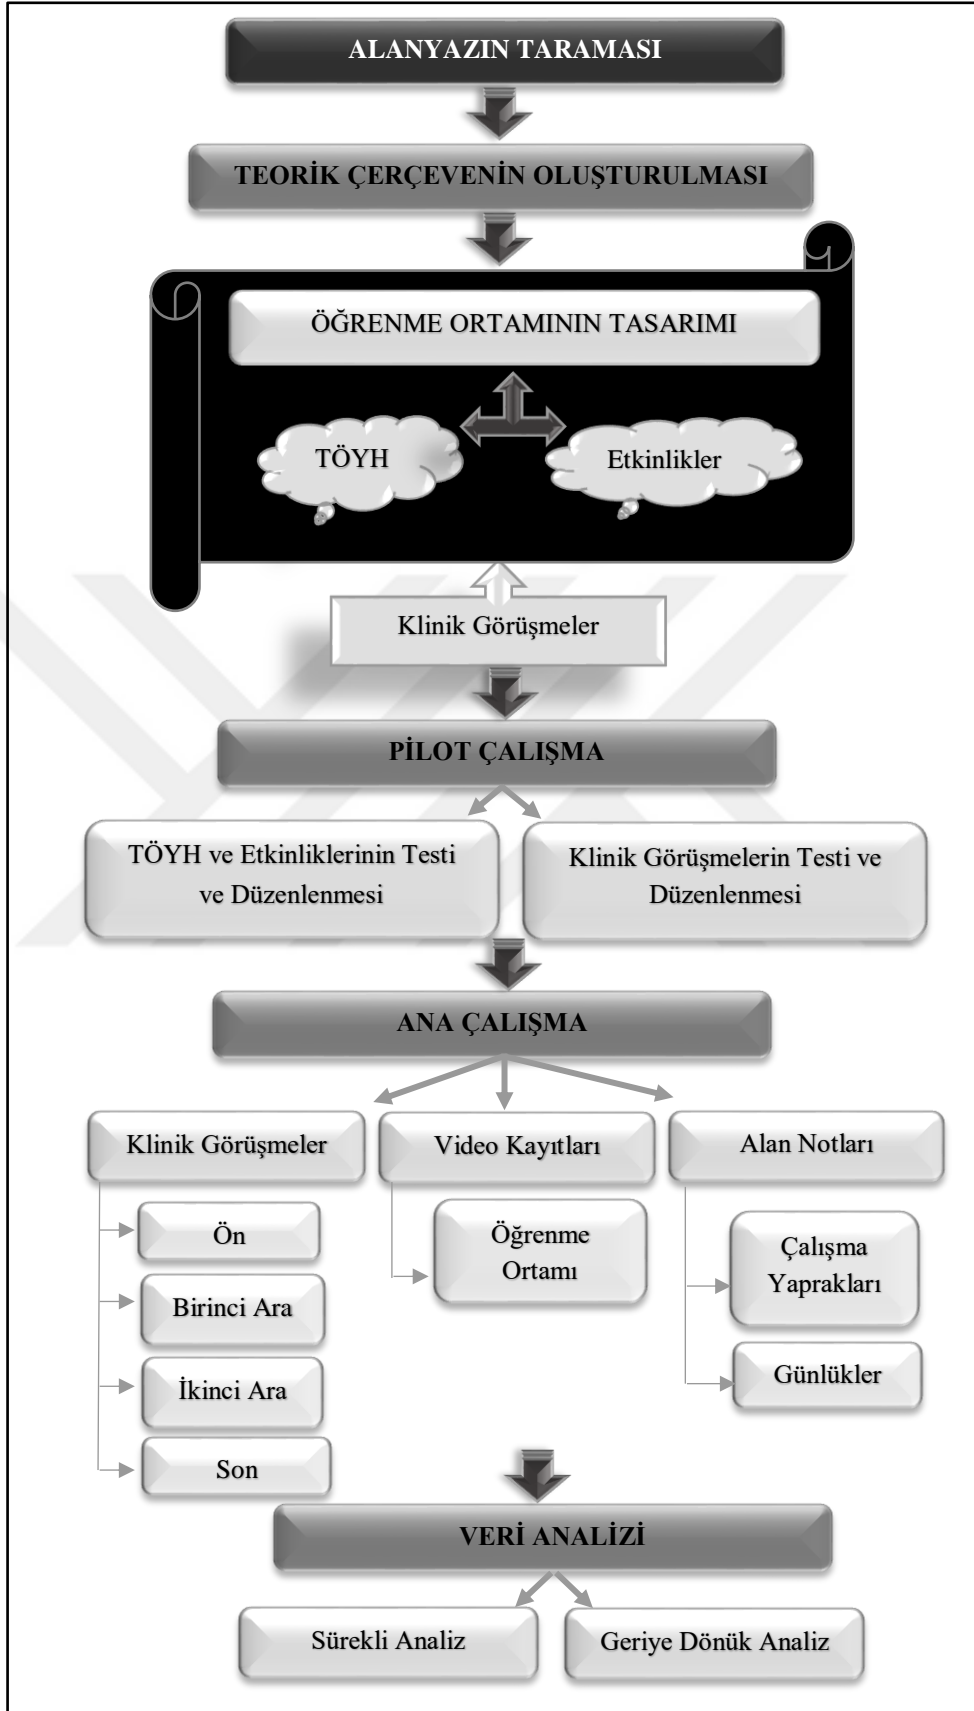 ALANYAZIN TARAMASI
TEORİK ÇERÇEVENİN OLUŞTURULMASI
ÖĞRENME ORTAMININ TASARIMI
TÖYH
Etkinlikler
Klinik Görüşmeler
PİLOT ÇALIŞMA
TÖYH ve Etkinliklerinin Testi
ve Düzenlenmesi
Klinik Görüşmelerin Testi ve
Düzenlenmesi
ANA ÇALIŞMA
Klinik Görüşmeler
Ön
Birinci Ara
İkinci Ara
Son
Video Kayıtları
Öğrenme
Ortamı
Alan Notları
Çalışma
Yaprakları
Günlükler
VERİ ANALİZİ
Sürekli Analiz
Geriye Dönük Analiz